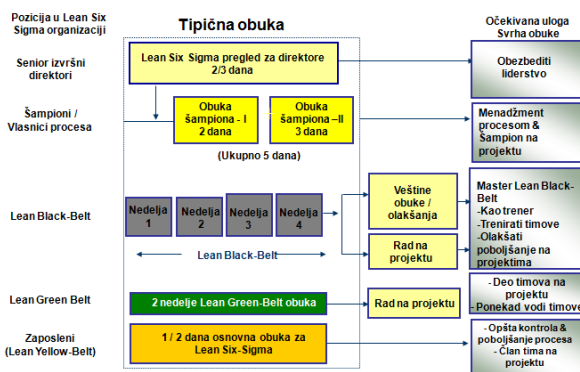 Pozicija u Lean Six
Sigma organizaciji
Tipična obuka
Očekivana uloga
Svrha obuke
Senior izvršni
direktori
Lean Six Sigma pregled za direktore
2/3 dana
Obezbediti
liderstvo
Šampioni /
Vlasnici procesa
Obuka
šampiona - I
2 dana
Obuka
šampiona –II
3 dana
(Ukupno 5 dana)
Menadžment
procesom &
Šampion na
projektu
Lean Black-Belt
Nedelja
1
Nedelja
2
Nedelja
3
Nedelja
4
Lean Black-Belt
Veštine
obuke /
olakšanja
Rad na
projektu
Master Lean Black-
Belt
-Kao trener
-Trenirati timove
-Olakšati
poboljšanje na
projektima
Lean Green Belt
2 nedelje Lean Green-Belt obuka
Rad na projektu
- Deo timova na
projektu
- Ponekad vodi timove
Zaposleni
(Lean Yellow-Belt)
1 / 2 dana osnovna obuka za
Lean Six-Sigma
- Opšta kontrola &
poboljšanje procesa
- Član tima na
projektu